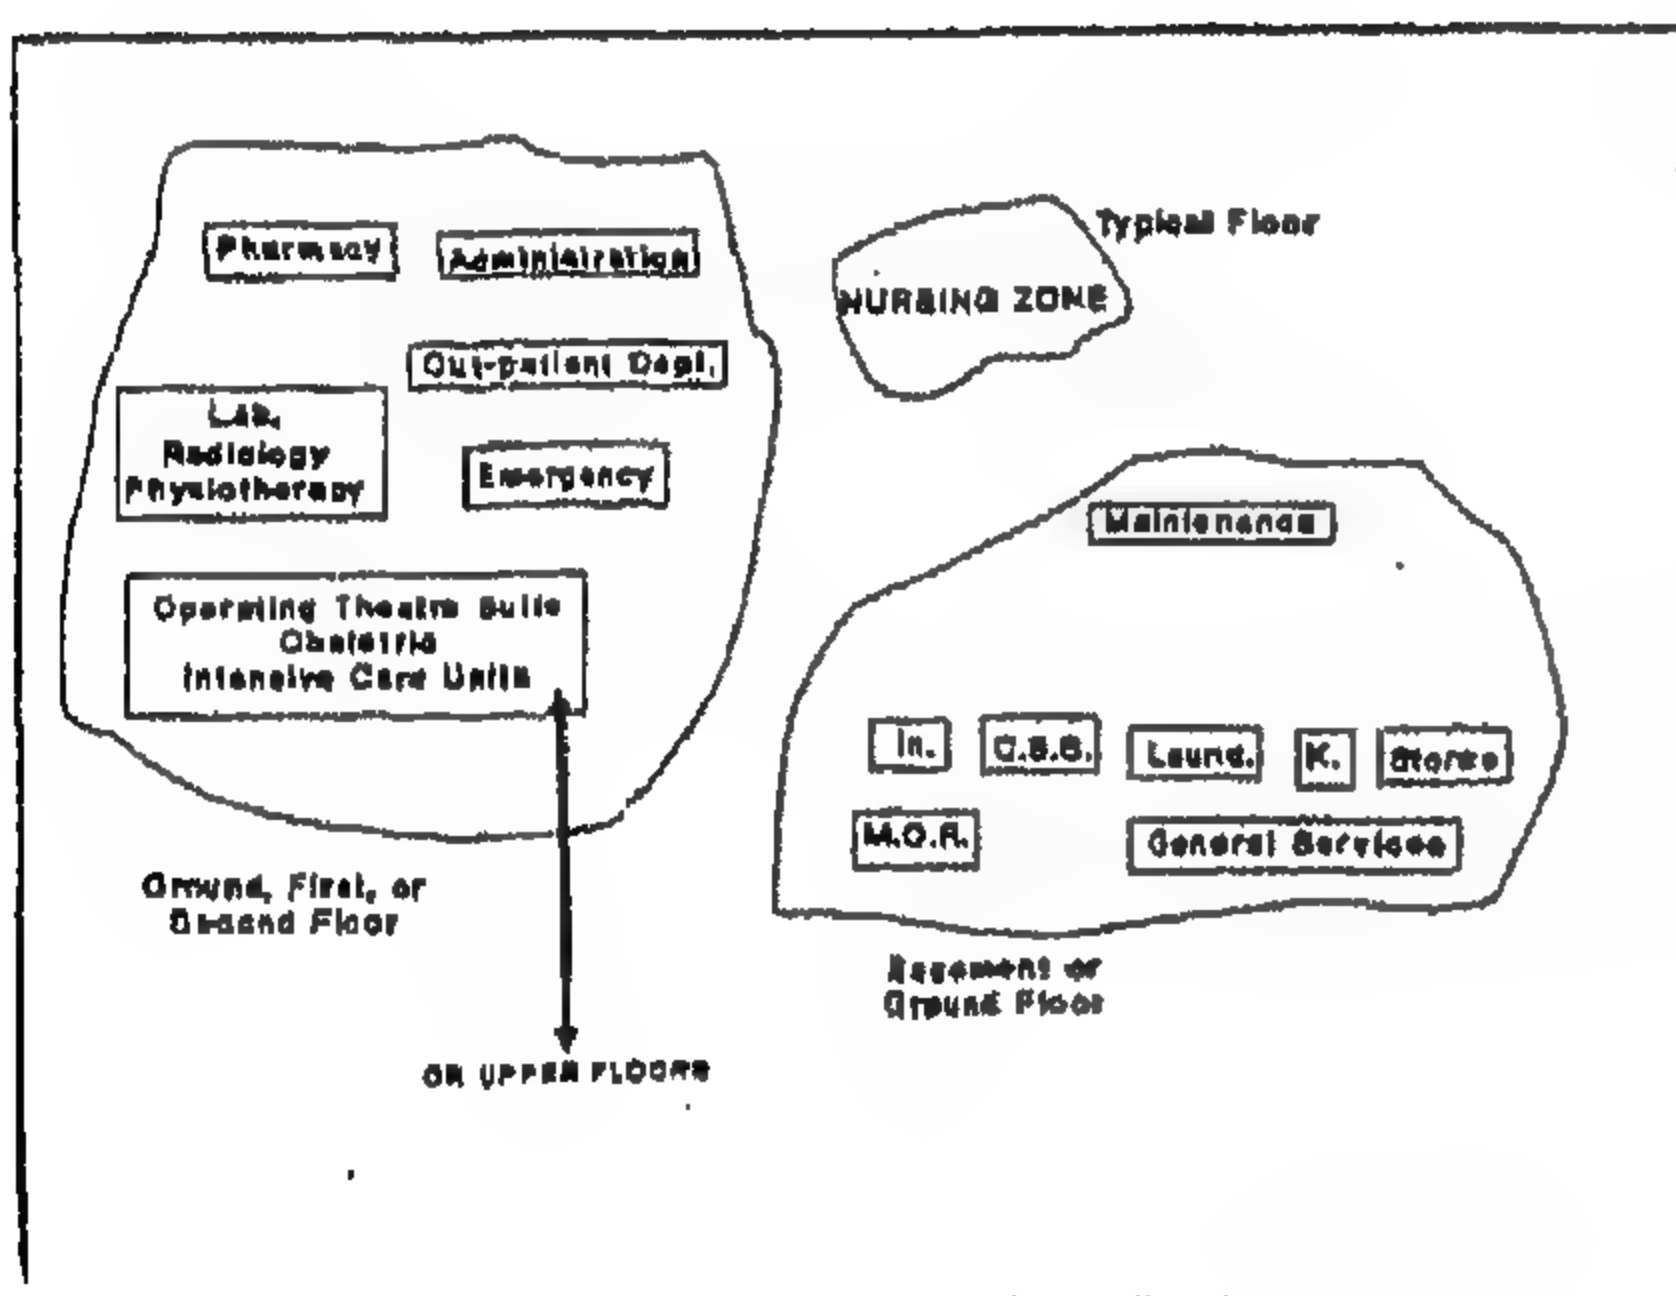 Pharmacy
Administration
Out-patient Dept.
Lab.
Radiology
Physiotherapy
Emergency
Operating Theatre Suite
Obstetric
Intensive Care Units
Ground, First, or
Second Floor
OR UPPER FLOORS
Typical Floor
NURSING ZONE
Maintenance
In.
C.S.S.
Laund.
K.
Stores
M.O.R.
General Services
Basement or
Ground Floor